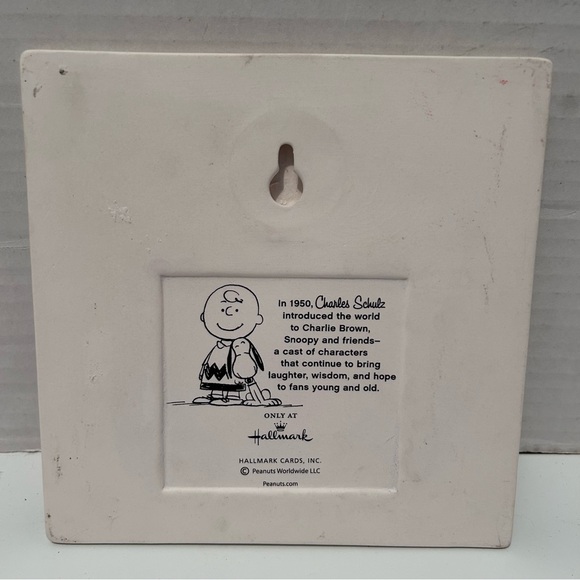 In 1950, Charles Schulz
introduced the world
to Charlie Brown,
Snoopy and friends–
a cast of characters
that continue to bring
laughter, wisdom, and hope
to fans young and old.
ONLY AT
Hallmark
HALLMARK CARDS, INC.
© Peanuts Worldwide LLC
Peanuts.com